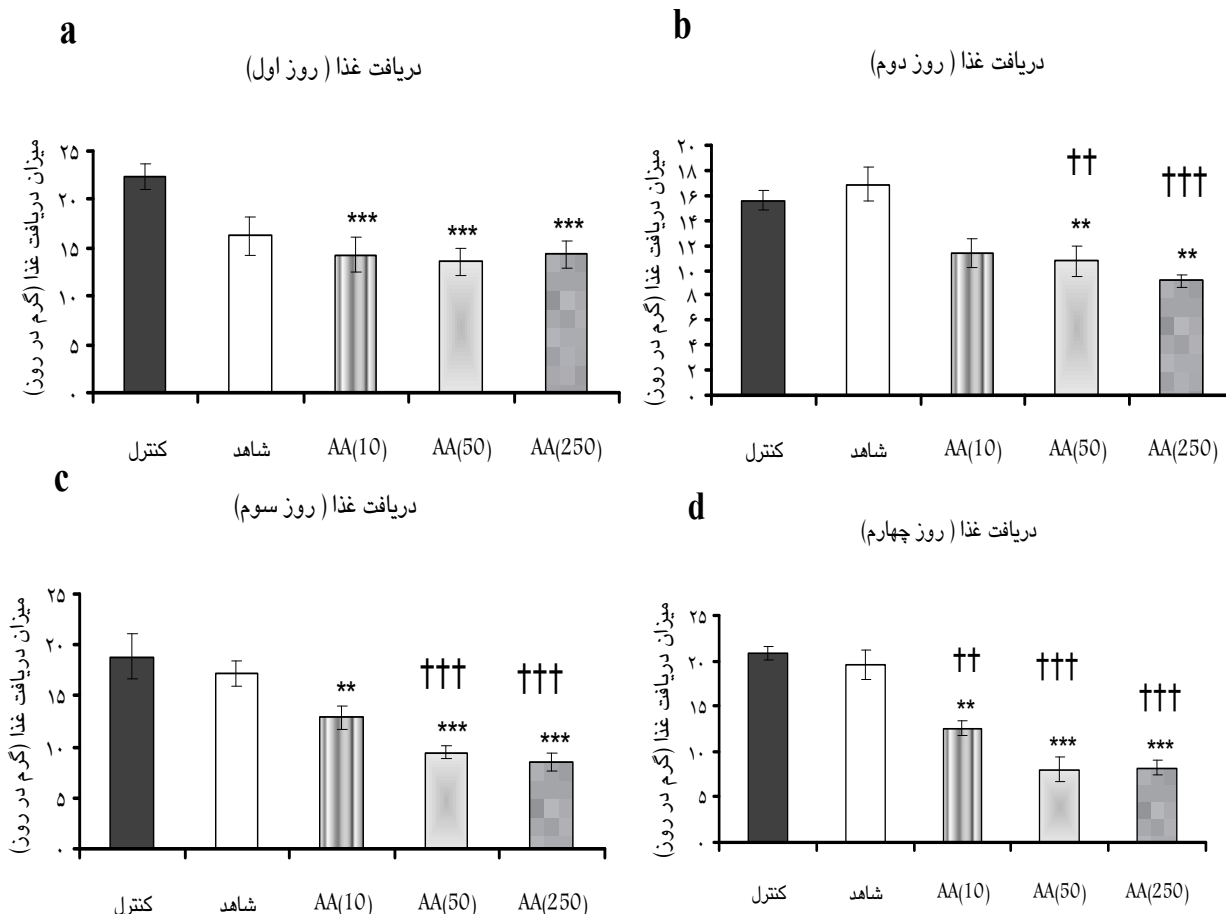 a
دریافت غذا ( روز اول)
میزان دریافت غذا (گرم در روز)
۲۵
۲۰
۱۵
۱۰
۵
۰
***
***
***
کنترل شاهد AA(10) AA(50) AA(250)
b
دریافت غذا ( روز دوم)
میزان دریافت غذا (گرم در روز)
۲۰
۱۸
۱۶
۱۴
۱۲
۱۰
۸
۶
۴
۲
۰
††
**
†††
**
کنترل شاهد AA(10) AA(50) AA(250)
c
دریافت غذا ( روز سوم)
میزان دریافت غذا (گرم در روز)
۲۵
۲۰
۱۵
۱۰
۵
۰
**
†††
***
†††
***
کنترل شاهد AA(10) AA(50) AA(250)
d
دریافت غذا ( روز چهارم)
میزان دریافت غذا (گرم در روز)
۲۵
۲۰
۱۵
۱۰
۵
۰
††
**
†††
***
†††
***
کنترل شاهد AA(10) AA(50) AA(250)